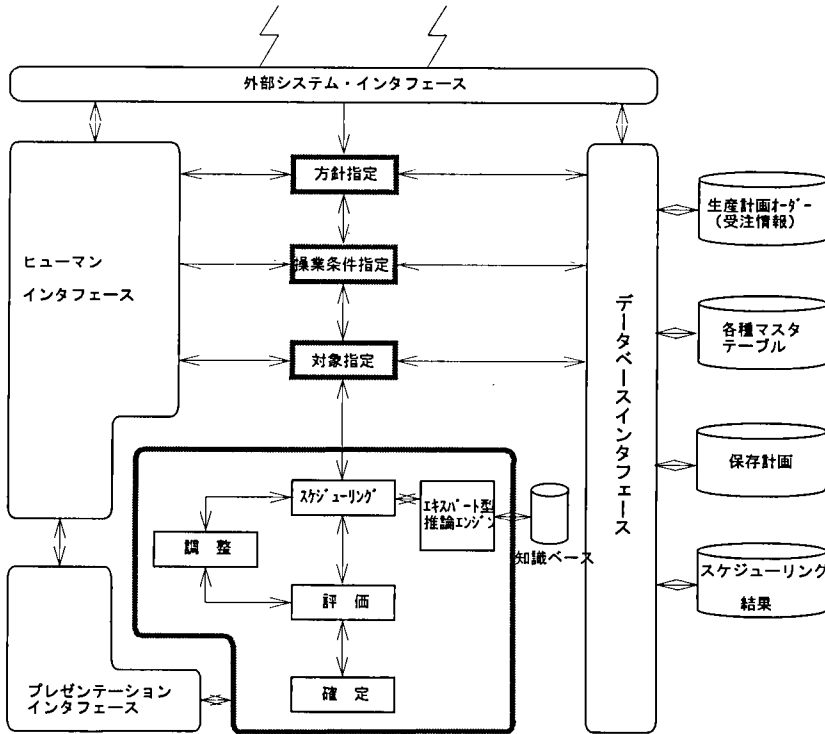 外部システム・インタフェース
方針指定
生産計画オーダー
(受注情報)
ヒューマン
インタフェース
操業条件指定
データベースインタフェース
各種マスタ
テーブル
対象指定
保存計画
スケジューリング
エキスパート型
推論エンジン
調 整
知識ベース
スケジューリング
結果
評 価
プレゼンテーション
インタフェース
確 定